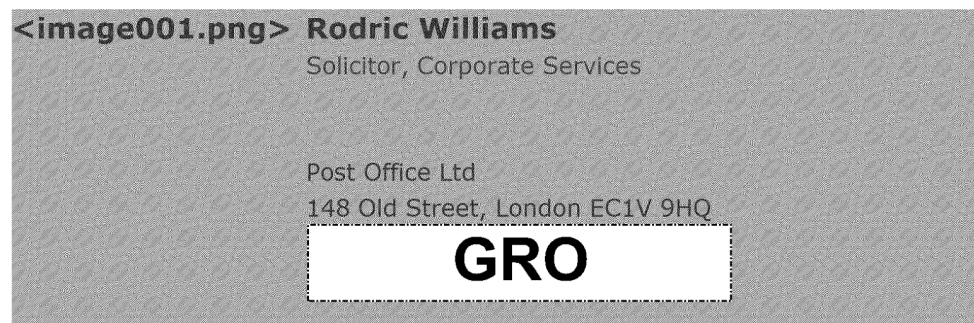 <image001.png> Rodric Williams
Solicitor, Corporate Services
Post Office Ltd
148 Old Street, London EC1V 9HQ
GRO